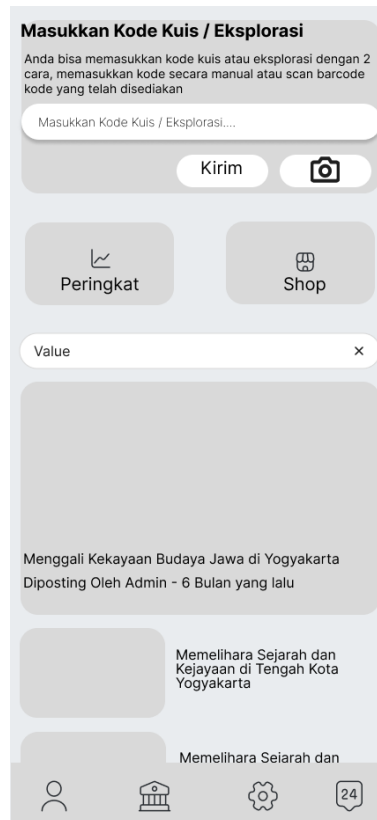 Masukkan Kode Kuis / Eksplorasi
Anda bisa memasukkan kode kuis atau eksplorasi dengan 2
cara, memasukkan kode secara manual atau scan barcode
kode yang telah disediakan
Masukkan Kode Kuis / Eksplorasi....
Kirim
Peringkat
Shop
Value
Menggali Kekayaan Budaya Jawa di Yogyakarta
Diposting Oleh Admin - 6 Bulan yang lalu
Memelihara Sejarah dan
Kejayaan di Tengah Kota
Yogyakarta
Memelihara Sejarah dan
24